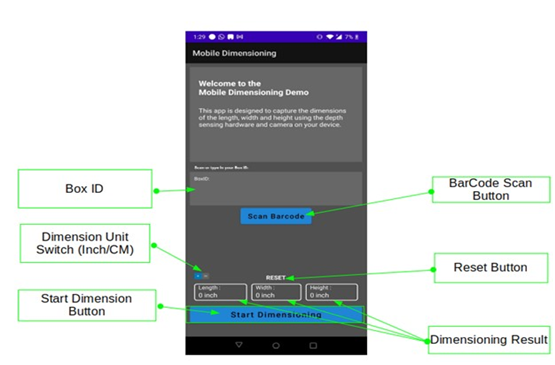 1:29 7%
Mobile Dimensioning
Welcome to the
Mobile Dimensioning Demo
This app is designed to capture the dimensions
of the length, width and height using the depth
sensing hardware and camera on your device.
Scan or type in your Box ID:
BoxID
Scan Barcode
RESET
Length :
0 inch
Width :
0 inch
Height :
0 inch
Start Dimensioning
Box ID
Dimension Unit
Switch (Inch/CM)
Start Dimension
Button
BarCode Scan
Button
Reset Button
Dimensioning Result